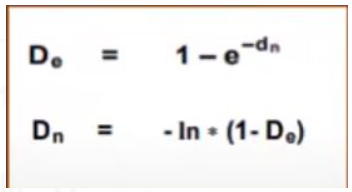 Dₑ = 1 – e^-dₙ
Dₙ = - ln * (1- Dₑ)